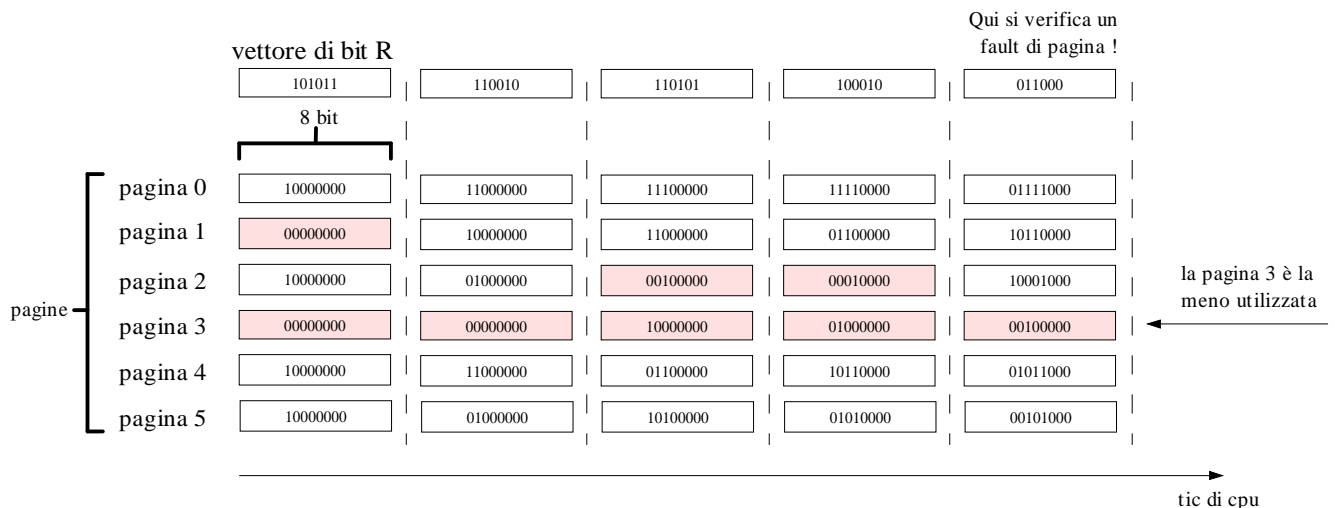 Qui si verifica un
fault di pagina !
vettore di bit R
101011 110010 110101 100010 011000
8 bit
pagina 0 10000000 11000000 11100000 11110000 01111000
pagina 1 00000000 10000000 11000000 01100000 10110000
pagina 2 10000000 01000000 00100000 00010000 10001000
pagina 3 00000000 00000000 10000000 01000000 00100000
pagina 4 10000000 11000000 01100000 10110000 01011000
pagina 5 10000000 01000000 10100000 01010000 00101000
pagine
la pagina 3 è la
meno utilizzata
tic di cpu